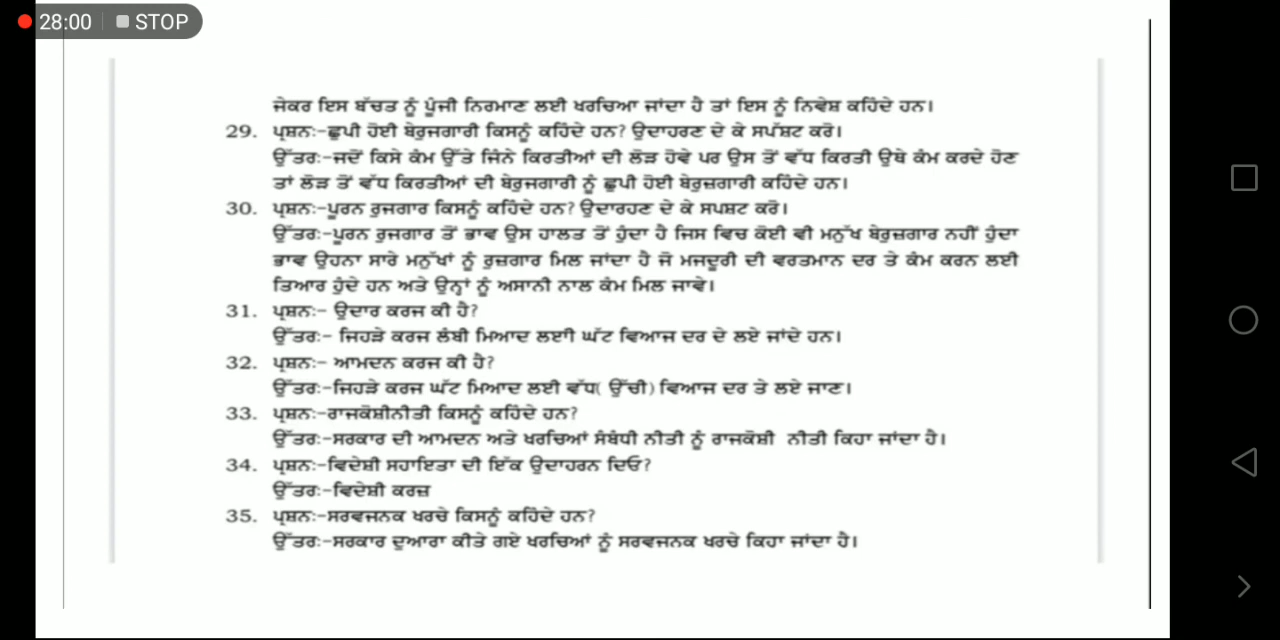 28:00 STOP
ਜੇਕਰ ਇਸ ਬੱਚਤ ਨੂੰ ਪੂੰਜੀ ਨਿਰਮਾਣ ਲਈ ਖਰਚਿਆ ਜਾਂਦਾ ਹੈ ਤਾਂ ਇਸ ਨੂੰ ਨਿਵੇਸ਼ ਕਹਿੰਦੇ ਹਨ।
29. ਪ੍ਰਸ਼ਨ:-ਛੁਪੀ ਹੋਈ ਬੇਰੁਜਗਾਰੀ ਕਿਸਨੂੰ ਕਹਿੰਦੇ ਹਨ? ਉਦਾਹਰਣ ਦੇ ਕੇ ਸਪੱਸ਼ਟ ਕਰੋ।
ਉੱਤਰ:-ਜਦੋਂ ਕਿਸੇ ਕੰਮ ਉੱਤੇ ਜਿੰਨੇ ਕਿਰਤੀਆਂ ਦੀ ਲੋੜ ਹੋਵੇ ਪਰ ਉਸ ਤੋਂ ਵੱਧ ਕਿਰਤੀ ਉਥੇ ਕੰਮ ਕਰਦੇ ਹੋਣ
ਤਾਂ ਲੋੜ ਤੋਂ ਵੱਧ ਕਿਰਤੀਆਂ ਦੀ ਬੇਰੁਜਗਾਰੀ ਨੂੰ ਛੁਪੀ ਹੋਈ ਬੇਰੁਜ਼ਗਾਰੀ ਕਹਿੰਦੇ ਹਨ।
30. ਪ੍ਰਸ਼ਨ:-ਪੂਰਨ ਰੁਜਗਾਰ ਕਿਸਨੂੰ ਕਹਿੰਦੇ ਹਨ? ਉਦਾਰਹਣ ਦੇ ਕੇ ਸਪਸ਼ਟ ਕਰੋ।
ਉੱਤਰ:-ਪੂਰਨ ਰੁਜਗਾਰ ਤੋਂ ਭਾਵ ਉਸ ਹਾਲਤ ਤੋਂ ਹੁੰਦਾ ਹੈ ਜਿਸ ਵਿਚ ਕੋਈ ਵੀ ਮਨੁੱਖ ਬੇਰੁਜ਼ਗਾਰ ਨਹੀਂ ਹੁੰਦਾ
ਭਾਵ ਉਹਨਾ ਸਾਰੇ ਮਨੁੱਖਾਂ ਨੂੰ ਰੁਜ਼ਗਾਰ ਮਿਲ ਜਾਂਦਾ ਹੈ ਜੋ ਮਜਦੂਰੀ ਦੀ ਵਰਤਮਾਨ ਦਰ ਤੇ ਕੰਮ ਕਰਨ ਲਈ
ਤਿਆਰ ਹੁੰਦੇ ਹਨ ਅਤੇ ਉਨ੍ਹਾਂ ਨੂੰ ਅਸਾਨੀ ਨਾਲ ਕੰਮ ਮਿਲ ਜਾਵੇ।
31. ਪ੍ਰਸ਼ਨ:- ਉਦਾਰ ਕਰਜ ਕੀ ਹੈ?
ਉੱਤਰ:- ਜਿਹੜੇ ਕਰਜ ਲੰਬੀ ਮਿਆਦ ਲਈ ਘੱਟ ਵਿਆਜ ਦਰ ਦੇ ਲਏ ਜਾਂਦੇ ਹਨ।
32. ਪ੍ਰਸ਼ਨ:- ਆਮਦਨ ਕਰਜ ਕੀ ਹੈ?
ਉੱਤਰ:-ਜਿਹੜੇ ਕਰਜ ਘੱਟ ਮਿਆਦ ਲਈ ਵੱਧ( ਉੱਚੀ) ਵਿਆਜ ਦਰ ਤੇ ਲਏ ਜਾਣ।
33. ਪ੍ਰਸ਼ਨ:-ਰਾਜਕੋਸ਼ੀਨੀਤੀ ਕਿਸਨੂੰ ਕਹਿੰਦੇ ਹਨ?
ਉੱਤਰ:-ਸਰਕਾਰ ਦੀ ਆਮਦਨ ਅਤੇ ਖਰਚਿਆਂ ਸੰਬੰਧੀ ਨੀਤੀ ਨੂੰ ਰਾਜਕੋਸ਼ੀ ਨੀਤੀ ਕਿਹਾ ਜਾਂਦਾ ਹੈ।
34. ਪ੍ਰਸ਼ਨ:-ਵਿਦੇਸ਼ੀ ਸਹਾਇਤਾ ਦੀ ਇੱਕ ਉਦਾਹਰਨ ਦਿਓ?
ਉੱਤਰ:-ਵਿਦੇਸ਼ੀ ਕਰਜ਼
35. ਪ੍ਰਸ਼ਨ:-ਸਰਵਜਨਕ ਖਰਚੇ ਕਿਸਨੂੰ ਕਹਿੰਦੇ ਹਨ?
ਉੱਤਰ:-ਸਰਕਾਰ ਦੁਆਰਾ ਕੀਤੇ ਗਏ ਖਰਚਿਆਂ ਨੂੰ ਸਰਵਜਨਕ ਖਰਚੇ ਕਿਹਾ ਜਾਂਦਾ ਹੈ।